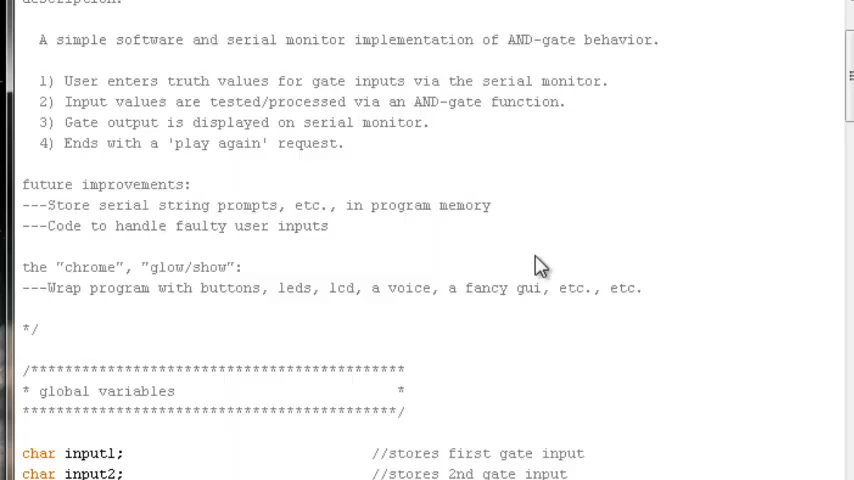 description:
A simple software and serial monitor implementation of AND-gate behavior.
1) User enters truth values for gate inputs via the serial monitor.
2) Input values are tested/processed via an AND-gate function.
3) Gate output is displayed on serial monitor.
4) Ends with a 'play again' request.
future improvements:
---Store serial string prompts, etc., in program memory
---Code to handle faulty user inputs
the "chrome", "glow/show":
---Wrap program with buttons, leds, lcd, a voice, a fancy gui, etc., etc.
*/
/********************************************
* global variables                          *
********************************************/
char input1;                             //stores first gate input
char input2;                             //stores 2nd gate input